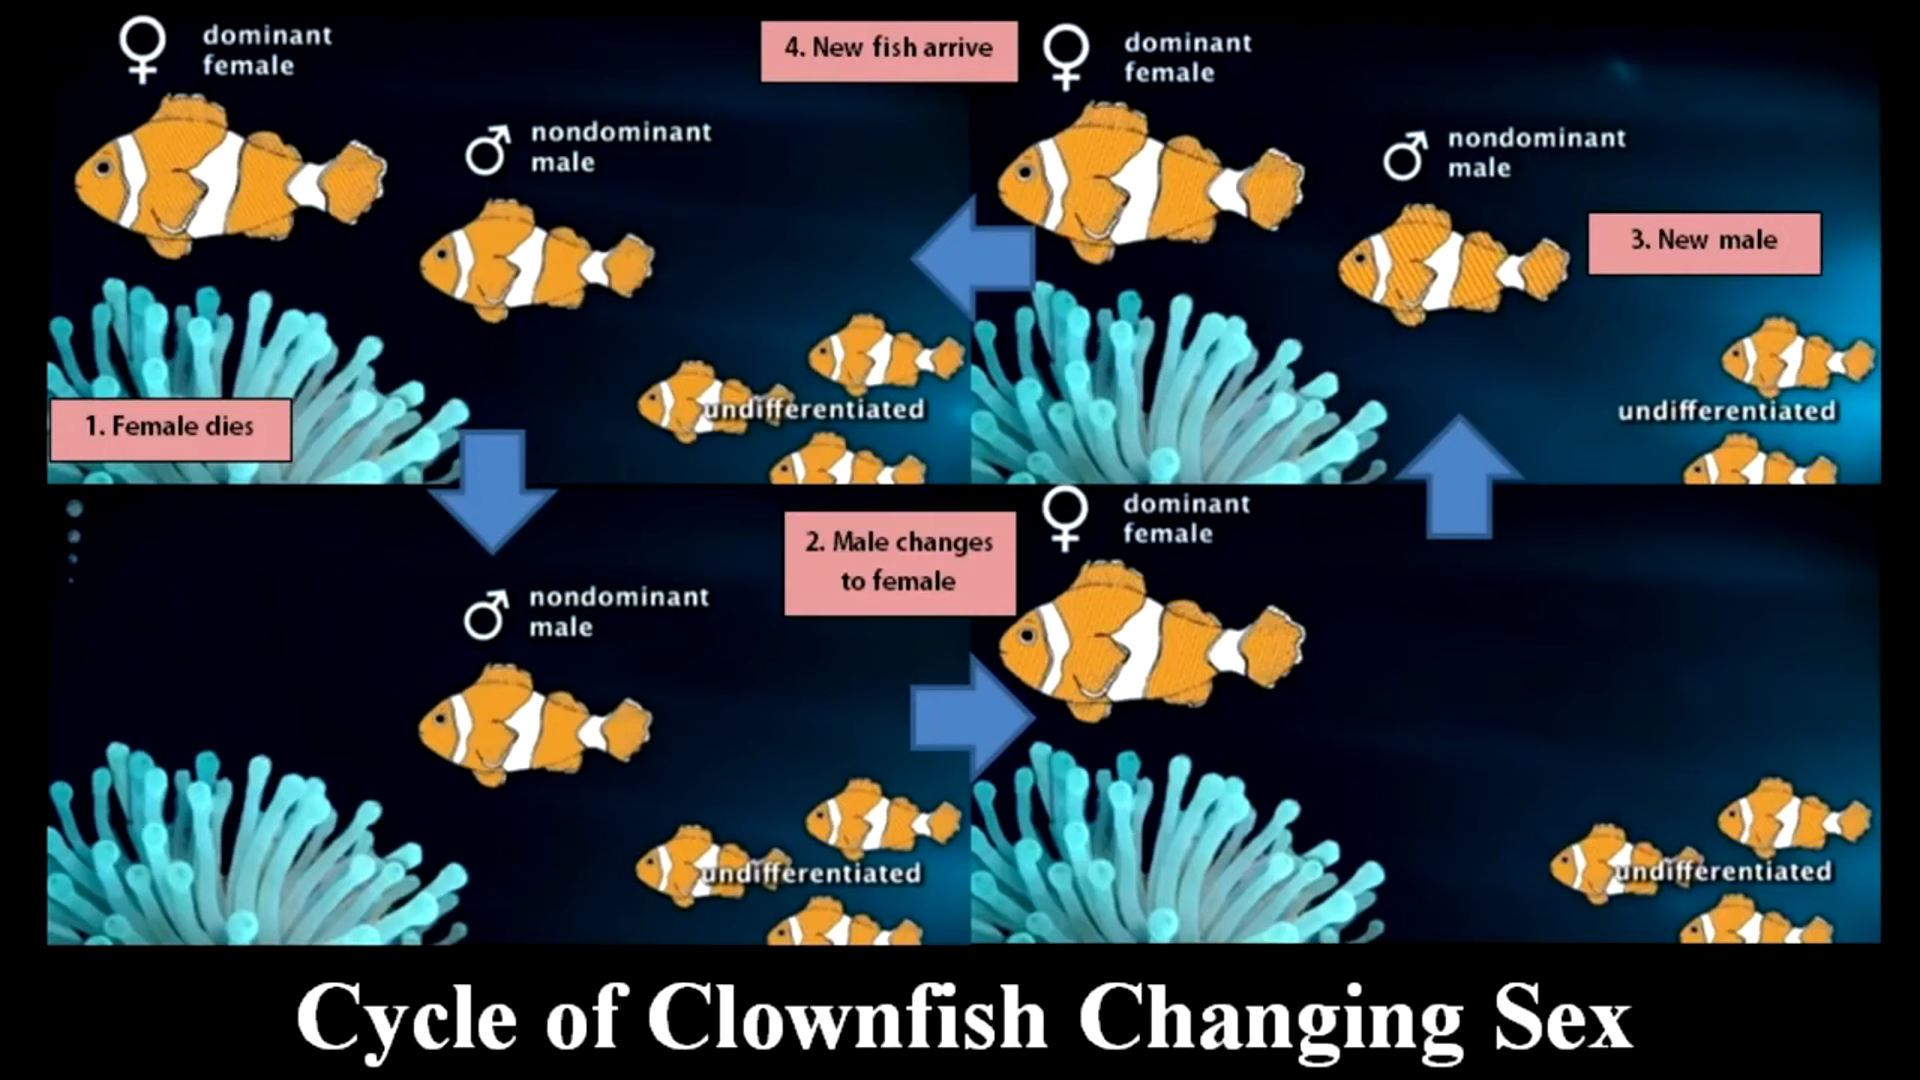 dominant
female
nondominant
male
undifferentiated
1. Female dies
4. New fish arrive
dominant
female
nondominant
male
3. New male
undifferentiated
nondominant
male
undifferentiated
2. Male changes
to female
dominant
female
undifferentiated
Cycle of Clownfish Changing Sex